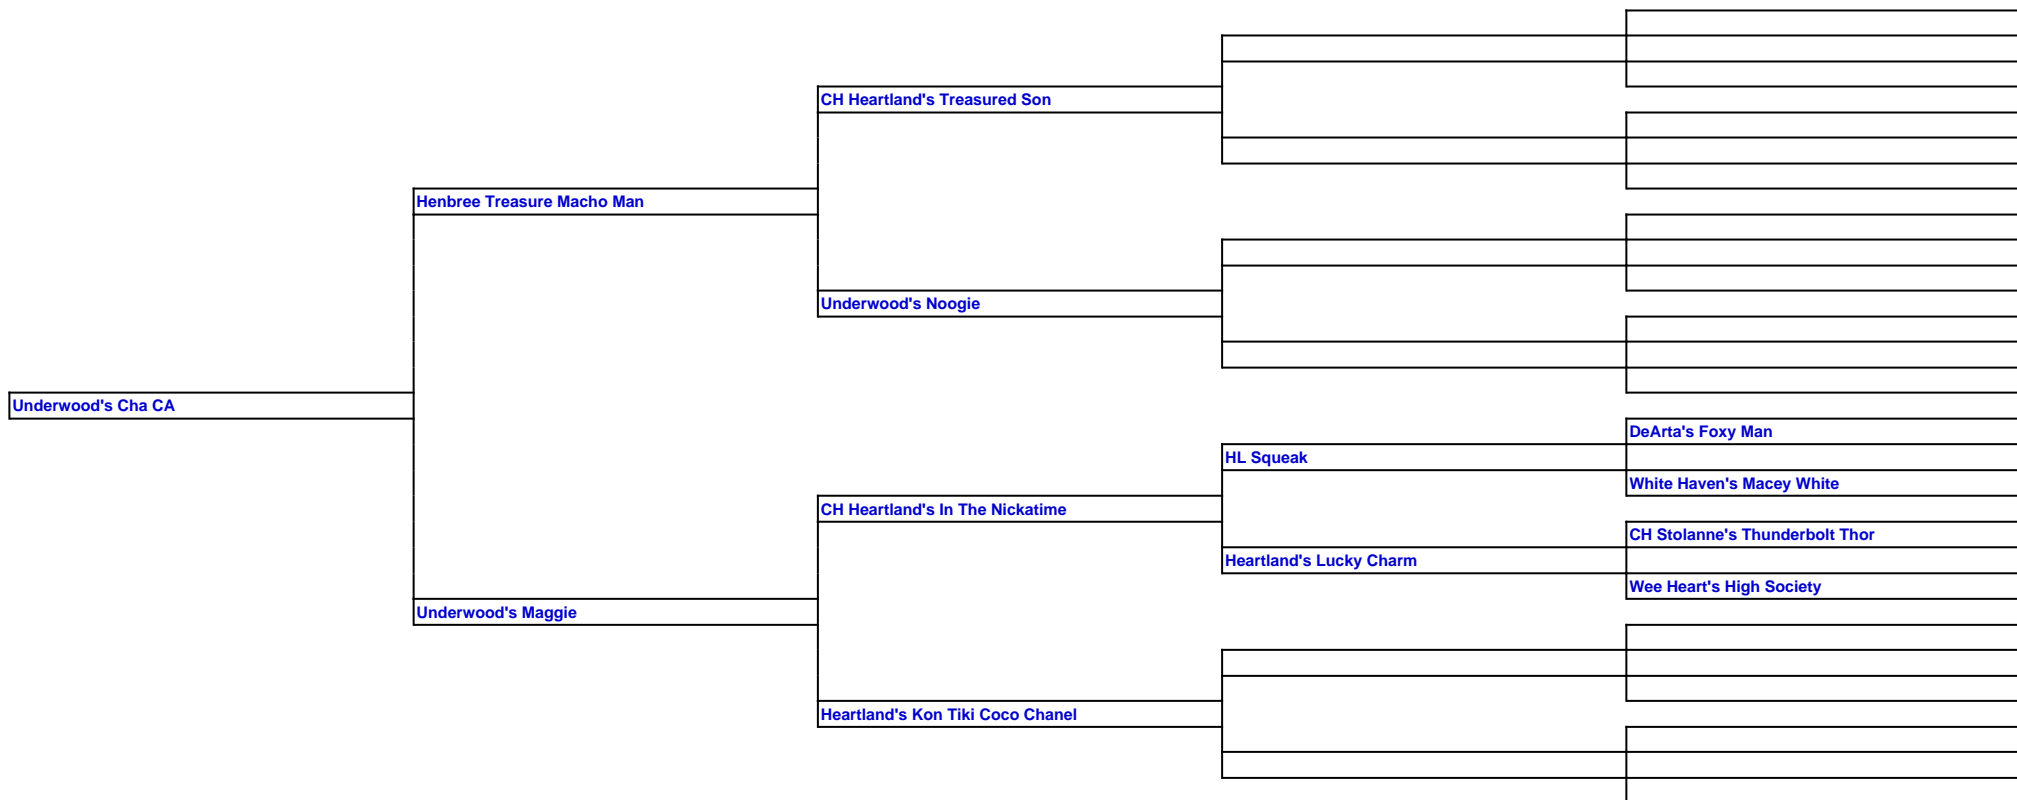 CH Heartland's Treasured Son
Henbree Treasure Macho Man
Underwood's Noogie
Underwood's Cha CA
DeArta's Foxy Man
HL Squeak
White Haven's Macey White
CH Heartland's In The Nickatime
CH Stolanne's Thunderbolt Thor
Heartland's Lucky Charm
Wee Heart's High Society
Underwood's Maggie
Heartland's Kon Tiki Coco Chanel